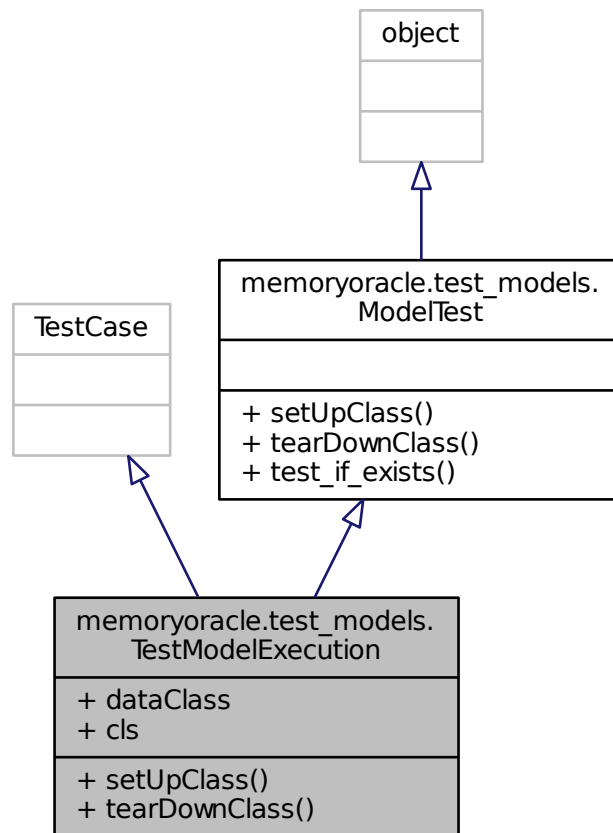 object
memoryoracle.test_models.
ModelTest
+ setUpClass()
+ tearDownClass()
+ test_if_exists()
TestCase
memoryoracle.test_models.
TestModelExecution
+ dataClass
+ cls
+ setUpClass()
+ tearDownClass()